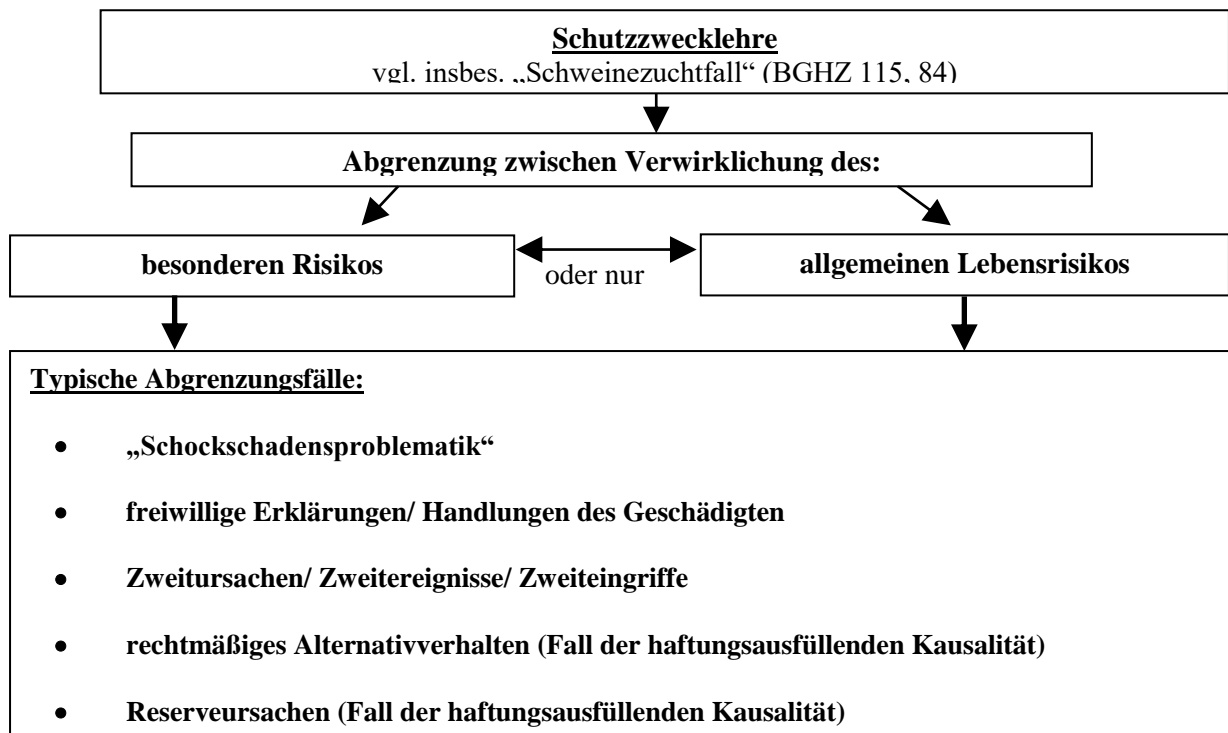 Schutzzwecklehre
vgl. insbes. „Schweinezuchtfall“ (BGHZ 115, 84)
Abgrenzung zwischen Verwirklichung des:
besonderen Risikos
oder nur
allgemeinen Lebensrisikos
Typische Abgrenzungsfälle:
• „Schockschadensproblematik“
• freiwillige Erklärungen/ Handlungen des Geschädigten
• Zweitursachen/ Zweitereignisse/ Zweiteingriffe
• rechtmäßiges Alternativverhalten (Fall der haftungsausfüllenden Kausalität)
• Reserveursachen (Fall der haftungsausfüllenden Kausalität)